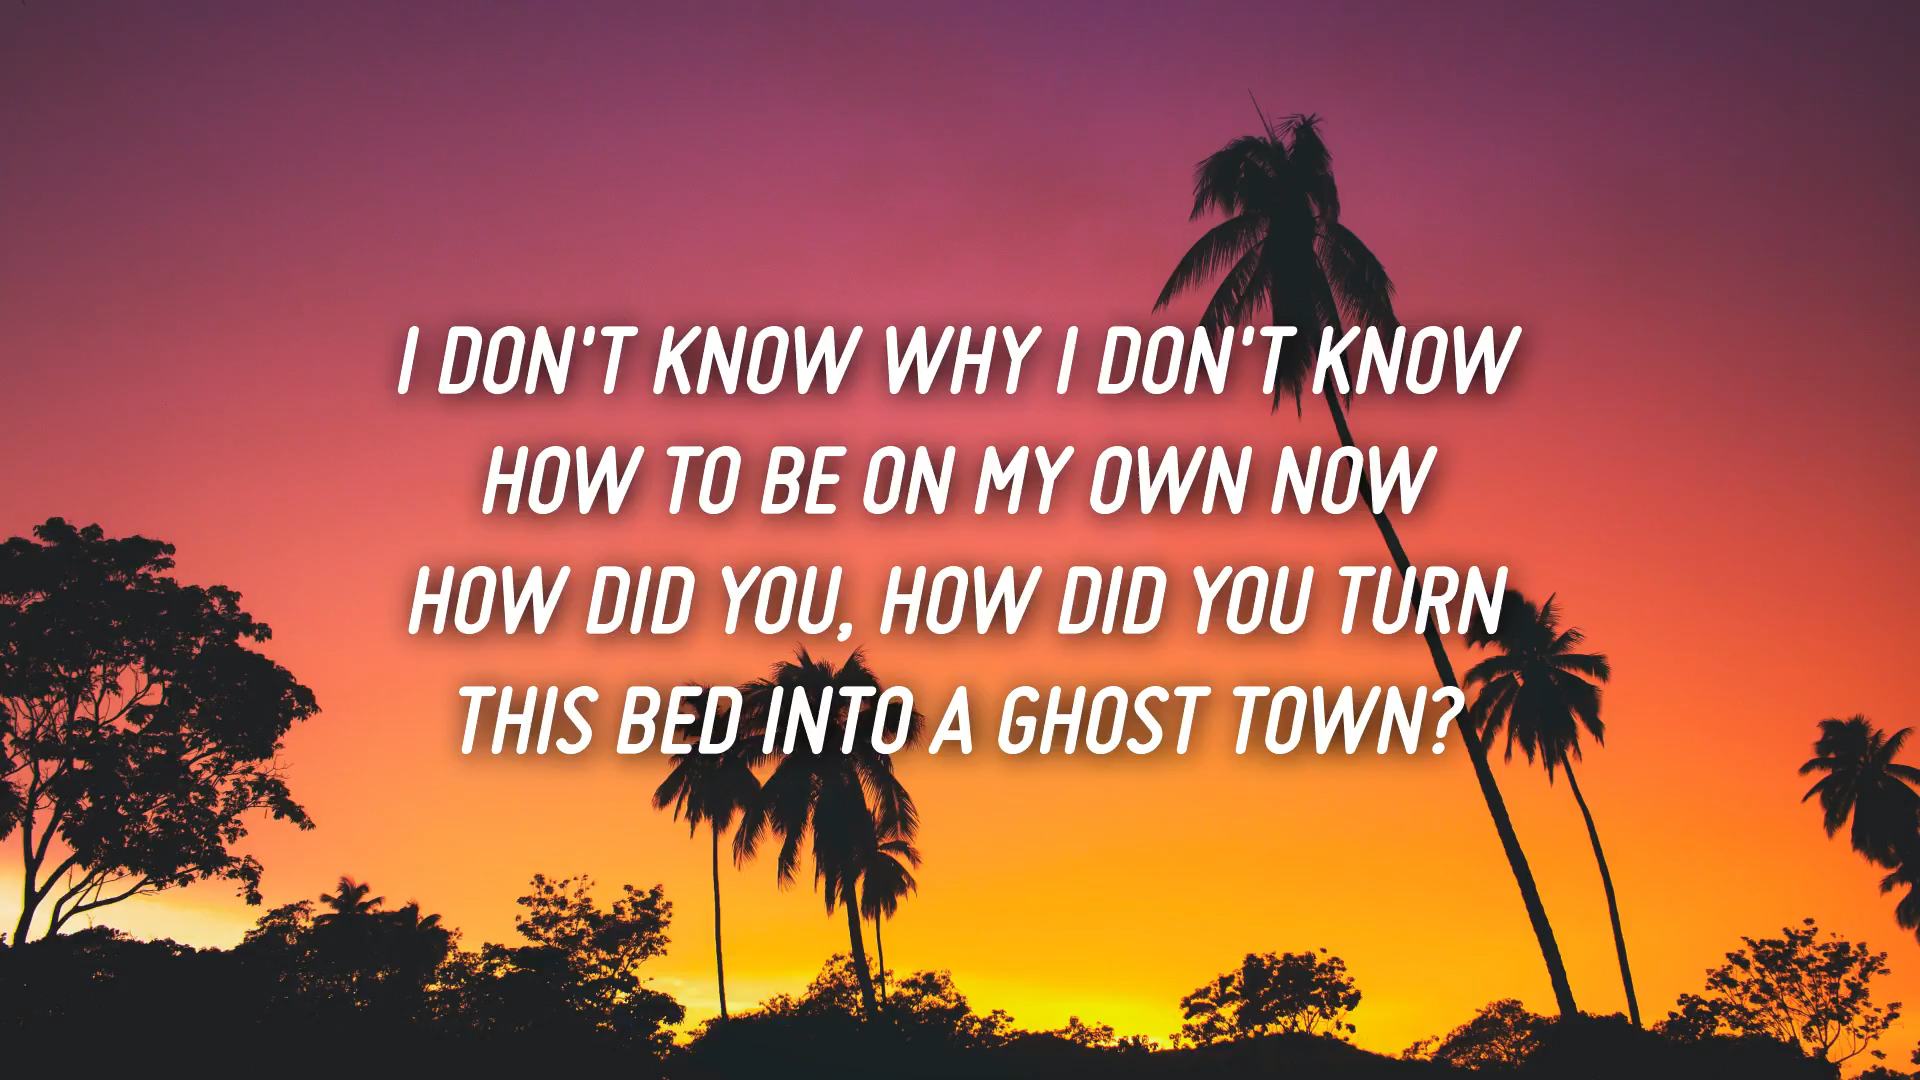 I DON'T KNOW WHY I DON'T KNOW
HOW TO BE ON MY OWN NOW
HOW DID YOU, HOW DID YOU TURN
THIS BED INTO A GHOST TOWN?